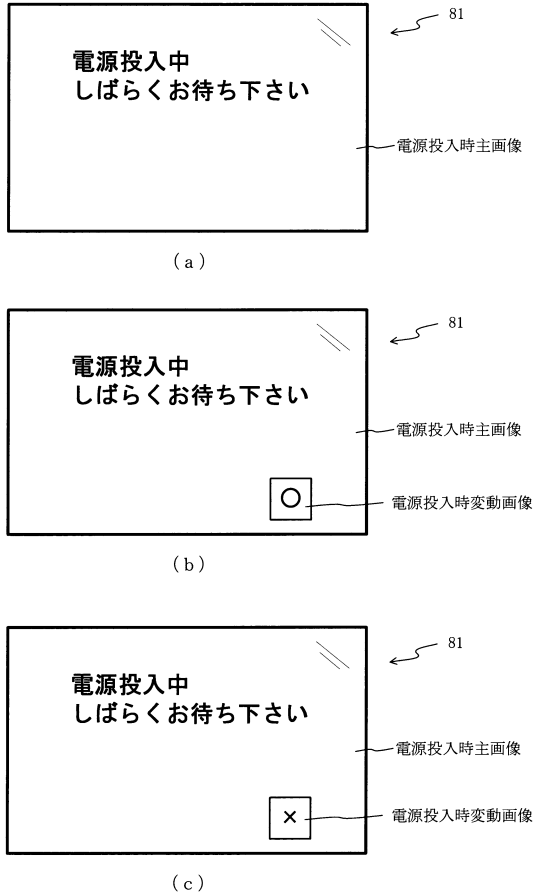 81
電源投入中
しばらくお待ち下さい
電源投入時主画像
(a)
81
電源投入中
しばらくお待ち下さい
電源投入時主画像
○
電源投入時変動画像
(b)
81
電源投入中
しばらくお待ち下さい
電源投入時主画像
×
電源投入時変動画像
(c)